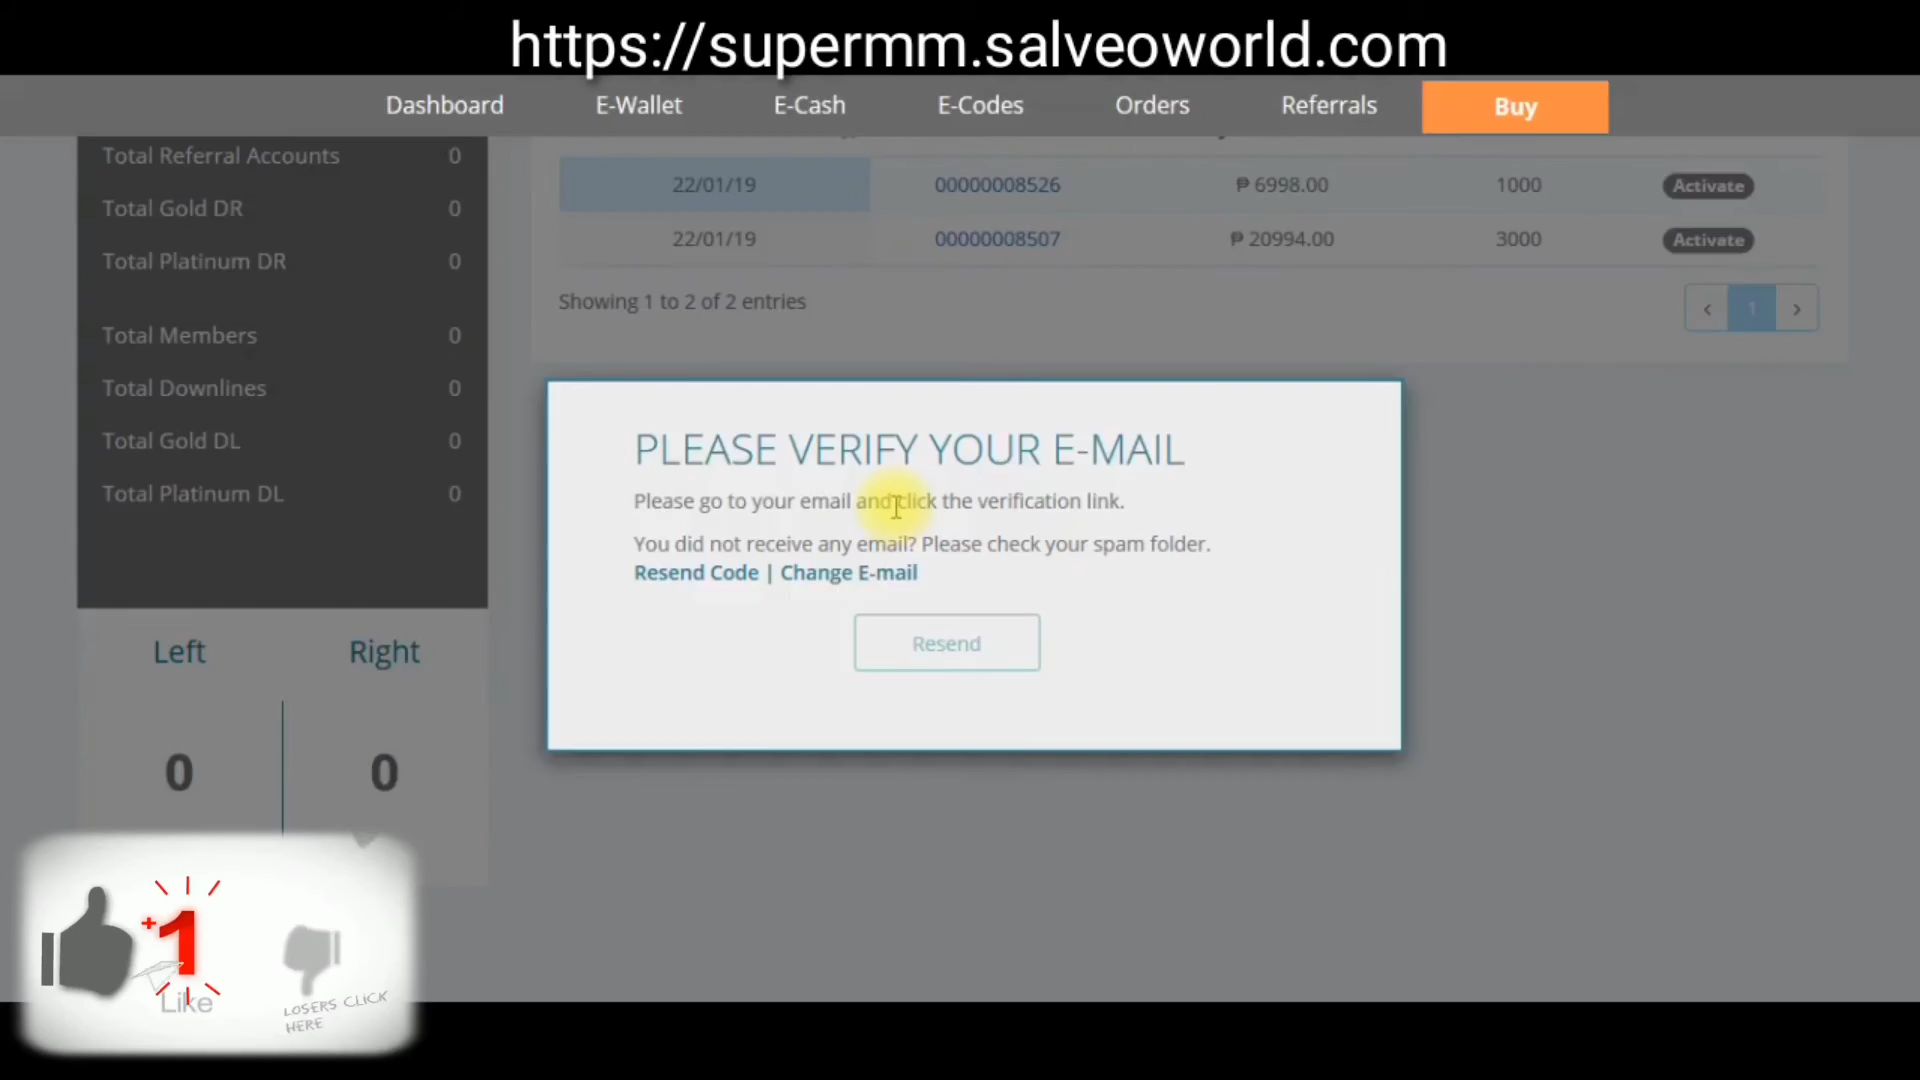 https://supermm.salveoworld.com
Dashboard E-Wallet E-Cash E-Codes Orders Referrals Buy
Total Referral Accounts 0
Total Gold DR 0
Total Platinum DR 0
Total Members 0
Total Downlines 0
Total Gold DL 0
Total Platinum DL 0
Left Right
0 0
22/01/19 00000008526 ₱ 6998.00 1000 Activate
22/01/19 00000008507 ₱ 20994.00 3000 Activate
Showing 1 to 2 of 2 entries
‹ 1 ›
PLEASE VERIFY YOUR E-MAIL
Please go to your email and click the verification link.
You did not receive any email? Please check your spam folder.
Resend Code | Change E-mail
Resend
+1
Like
LOSERS CLICK
HERE